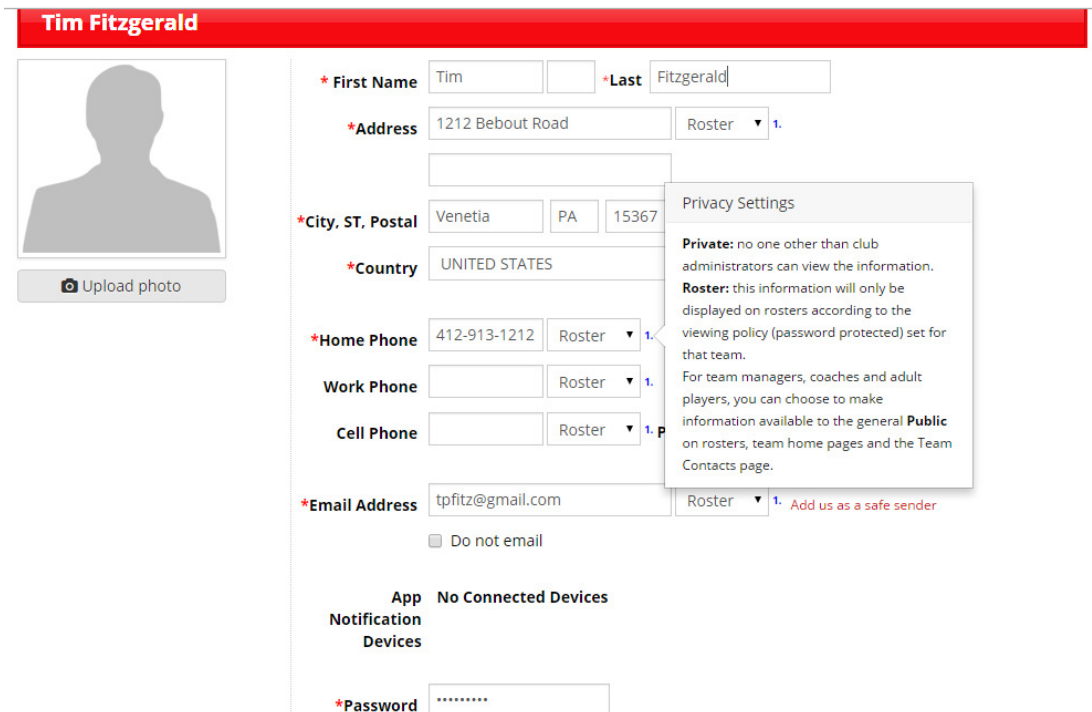 Tim Fitzgerald
* First Name Tim *Last Fitzgerald
*Address 1212 Bebout Road Roster ▼ 1.
*City, ST, Postal Venetia PA 15367
*Country UNITED STATES
Upload photo
*Home Phone 412-913-1212 Roster ▼ 1.
Work Phone Roster ▼ 1.
Cell Phone Roster ▼ 1. P
Privacy Settings
Private: no one other than club
administrators can view the information.
Roster: this information will only be
displayed on rosters according to the
viewing policy (password protected) set for
that team.
For team managers, coaches and adult
players, you can choose to make
information available to the general Public
on rosters, team home pages and the Team
Contacts page.
*Email Address tpfitz@gmail.com Roster ▼ 1. Add us as a safe sender
Do not email
App No Connected Devices
Notification
Devices
*Password •••••••••